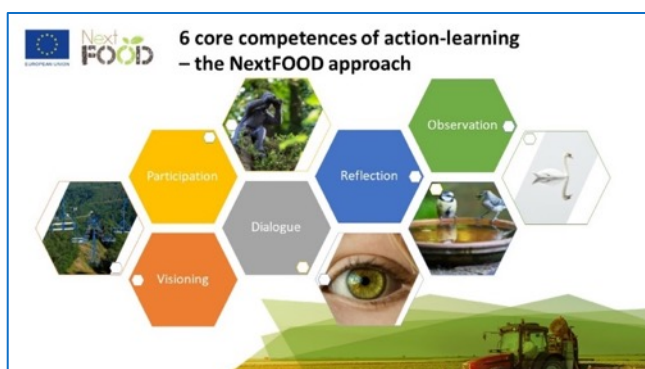 EUROPEAN UNION
Next
FOOD
6 core competences of action-learning
– the NextFOOD approach
Observation
Participation
Reflection
Dialogue
Visioning